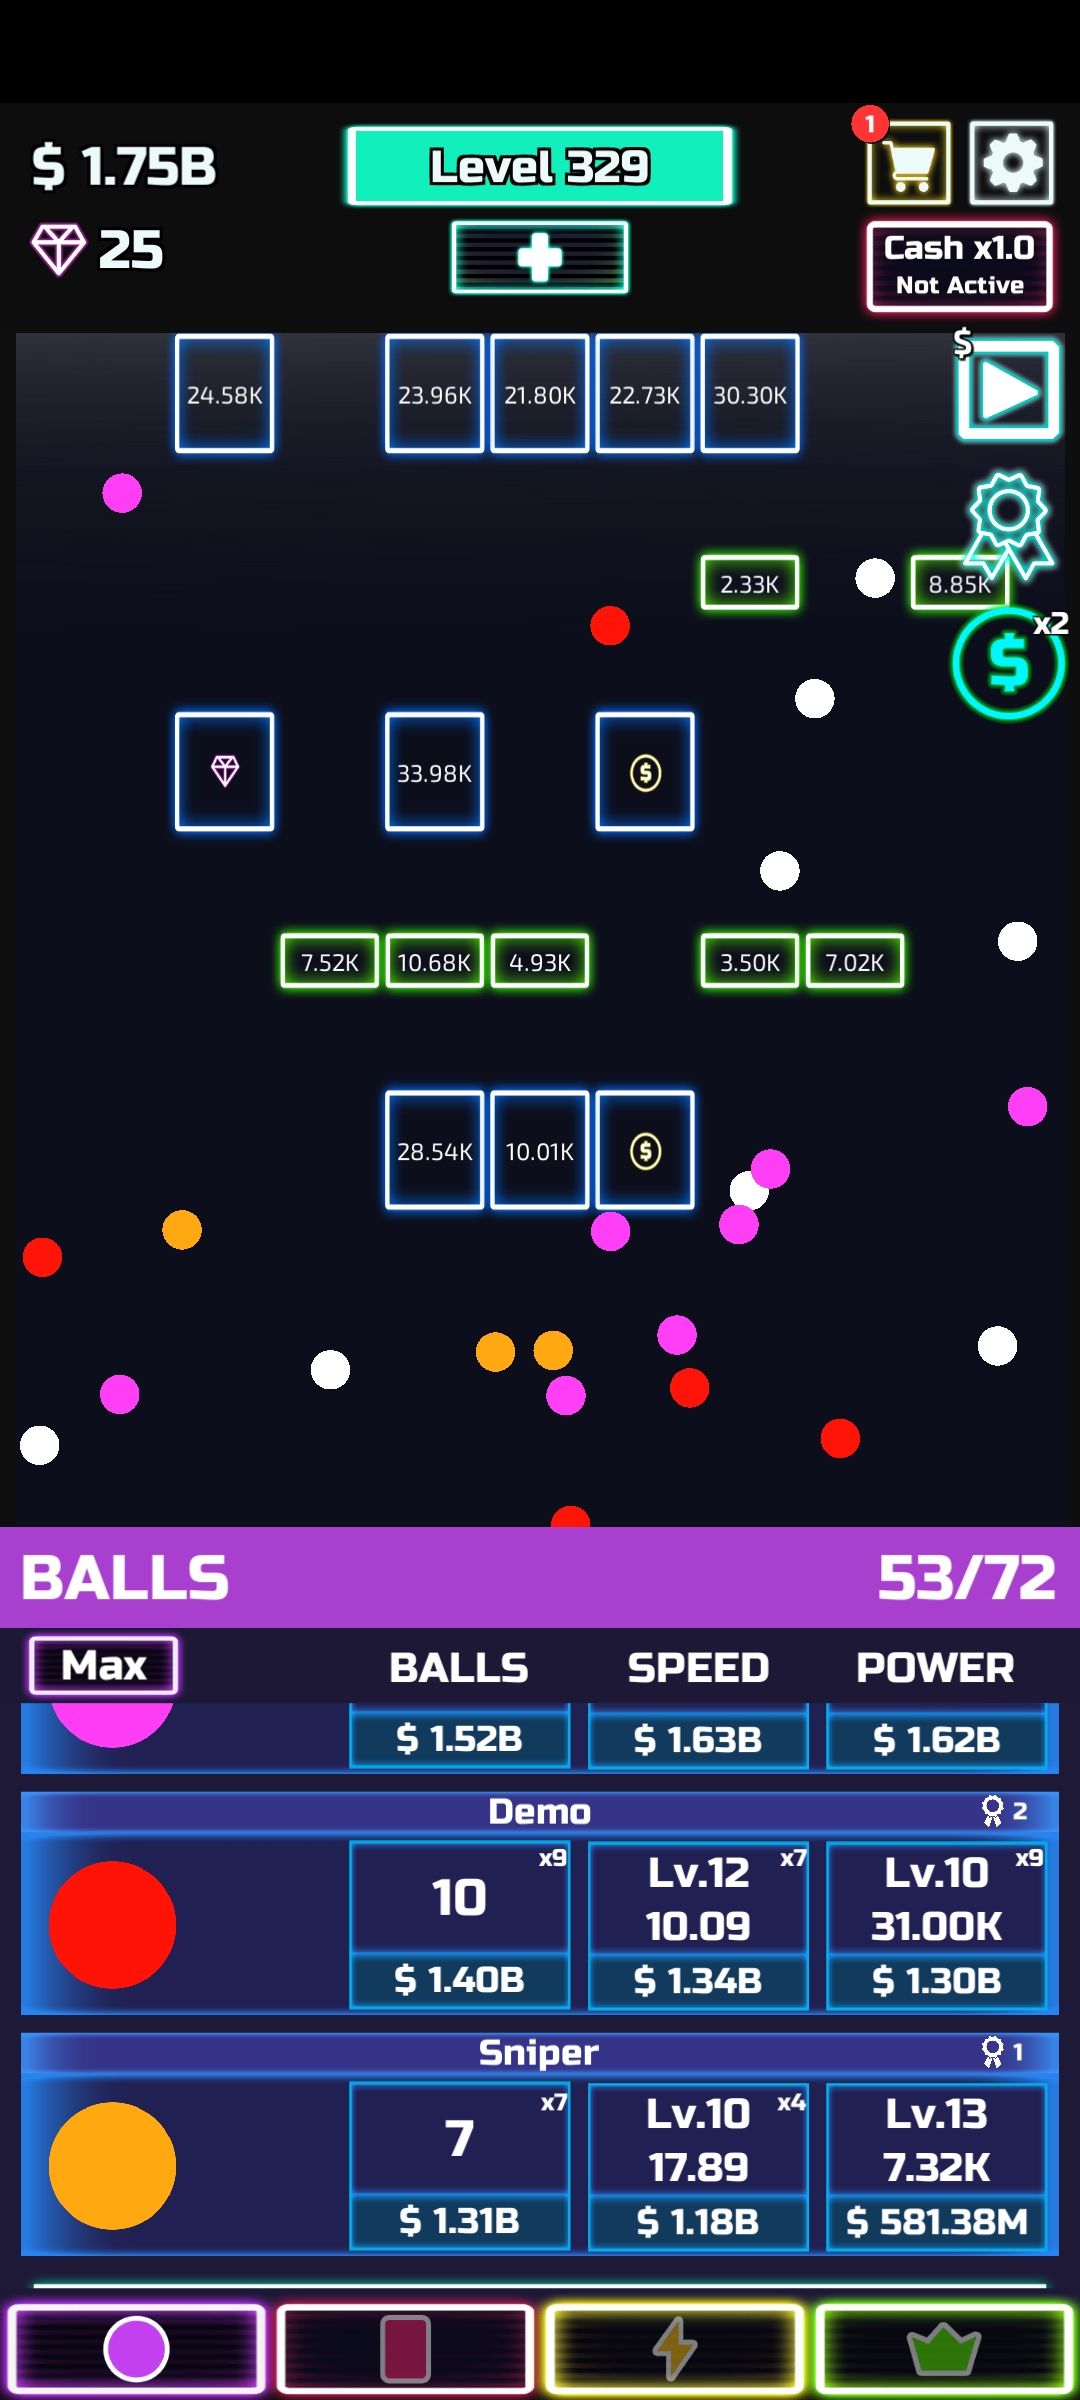 $ 1.75B
Level 329
1
25
Cash x1.0
Not Active
$
24.58K
23.96K
21.80K
22.73K
30.30K
2.33K
8.85K
x2
$
33.98K
$
7.52K
10.68K
4.93K
3.50K
7.02K
28.54K
10.01K
$
BALLS
53/72
Max
BALLS
SPEED
POWER
$ 1.52B
$ 1.63B
$ 1.62B
Demo
2
10
x9
Lv.12
x7
10.09
Lv.10
x9
31.00K
$ 1.40B
$ 1.34B
$ 1.30B
Sniper
1
7
x7
Lv.10
x4
17.89
Lv.13
7.32K
$ 1.31B
$ 1.18B
$ 581.38M